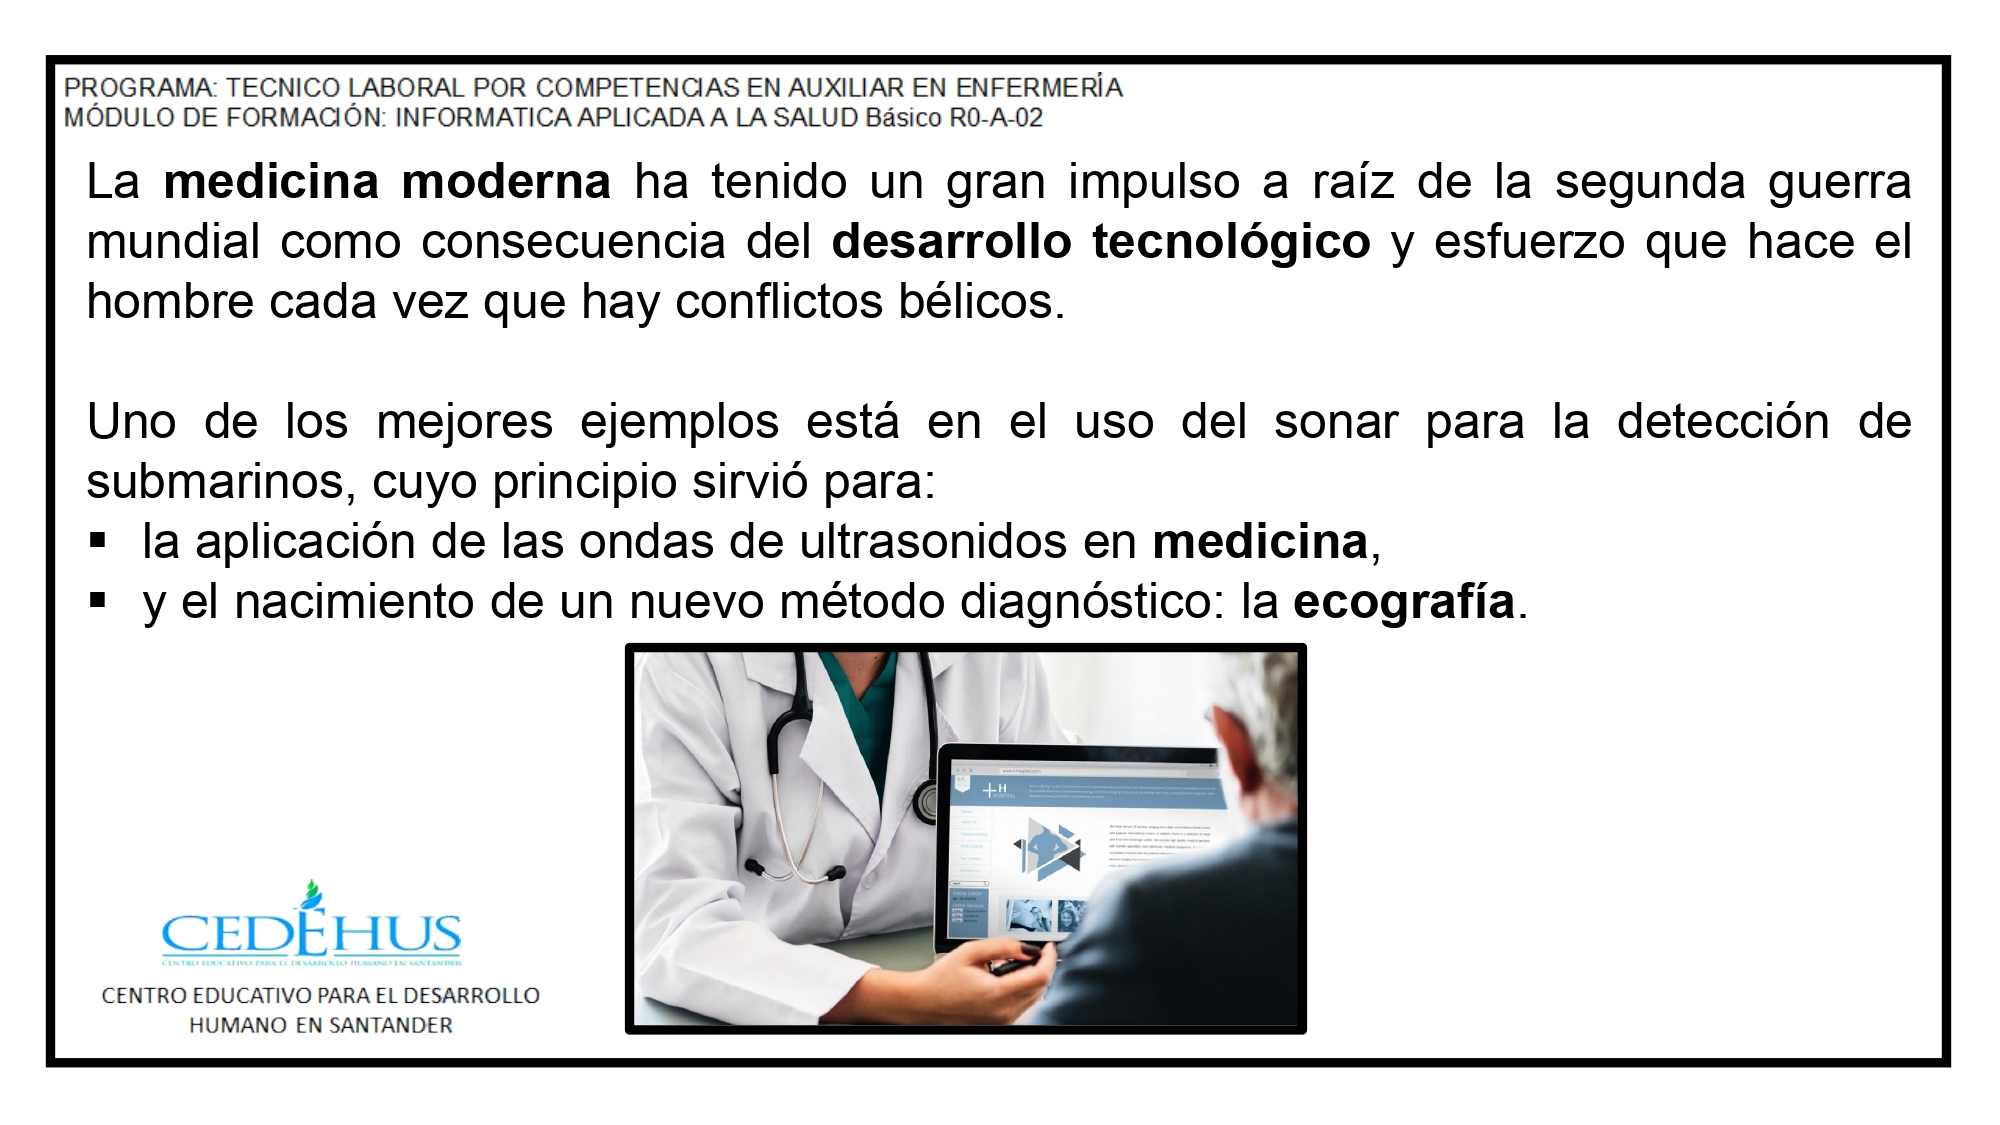 PROGRAMA: TECNICO LABORAL POR COMPETENCIAS EN AUXILIAR EN ENFERMERÍA
MÓDULO DE FORMACIÓN: INFORMATICA APLICADA A LA SALUD Básico R0-A-02
La medicina moderna ha tenido un gran impulso a raíz de la segunda guerra
mundial como consecuencia del desarrollo tecnológico y esfuerzo que hace el
hombre cada vez que hay conflictos bélicos.
Uno de los mejores ejemplos está en el uso del sonar para la detección de
submarinos, cuyo principio sirvió para:
▪ la aplicación de las ondas de ultrasonidos en medicina,
▪ y el nacimiento de un nuevo método diagnóstico: la ecografía.
+H
HOSPITAL
CEDEHUS
CENTRO EDUCATIVO PARA EL DESARROLLO HUMANO EN SANTANDER
CENTRO EDUCATIVO PARA EL DESARROLLO
HUMANO EN SANTANDER